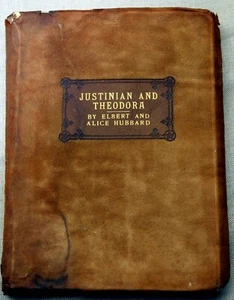 JUSTINIAN AND
THEODORA
BY ELBERT AND
ALICE HUBBARD